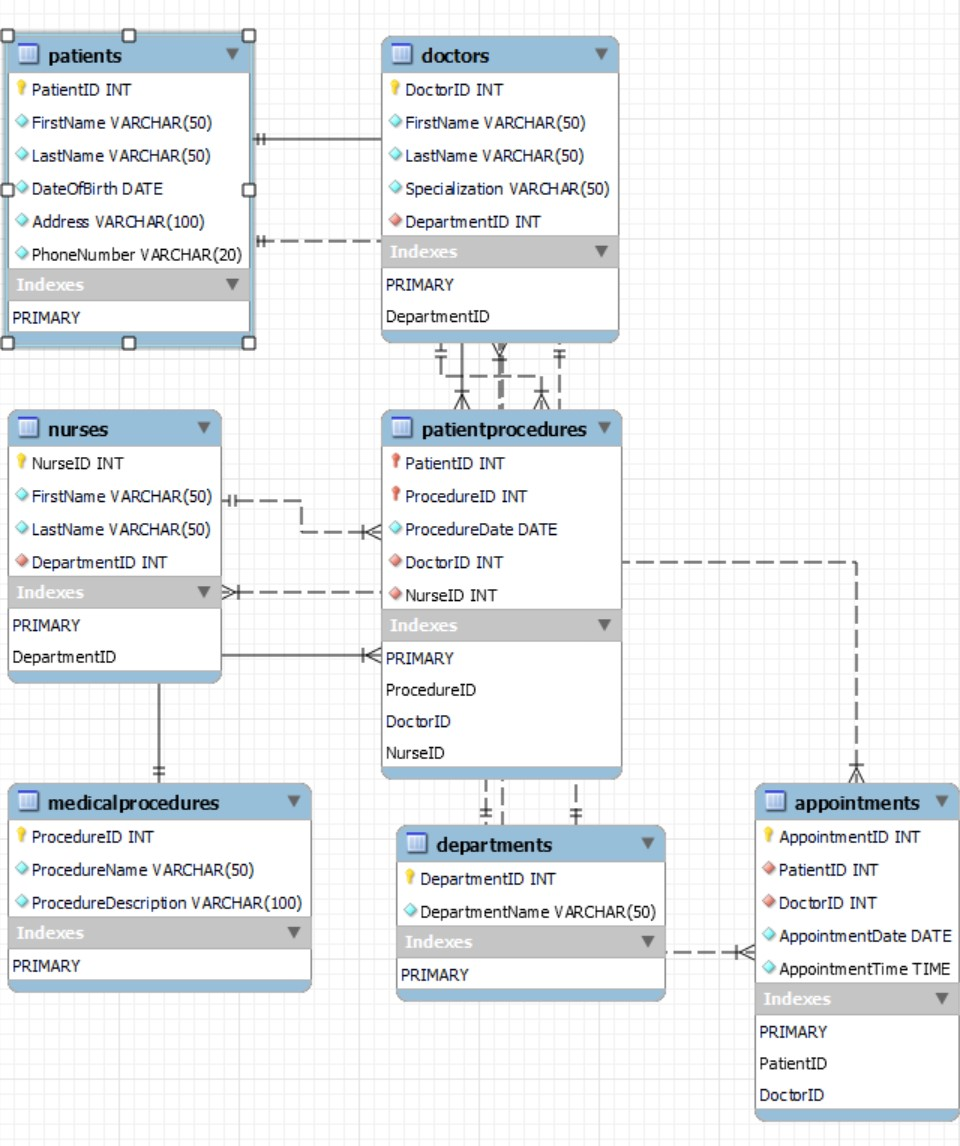 patients
PatientID INT
FirstName VARCHAR(50)
LastName VARCHAR(50)
DateOfBirth DATE
Address VARCHAR(100)
PhoneNumber VARCHAR(20)
Indexes
PRIMARY
doctors
DoctorID INT
FirstName VARCHAR(50)
LastName VARCHAR(50)
Specialization VARCHAR(50)
DepartmentID INT
Indexes
PRIMARY
DepartmentID
nurses
NurseID INT
FirstName VARCHAR(50)
LastName VARCHAR(50)
DepartmentID INT
Indexes
PRIMARY
DepartmentID
patientprocedures
PatientID INT
ProcedureID INT
ProcedureDate DATE
DoctorID INT
NurseID INT
Indexes
PRIMARY
ProcedureID
DoctorID
NurseID
medicalprocedures
ProcedureID INT
ProcedureName VARCHAR(50)
ProcedureDescription VARCHAR(100)
Indexes
PRIMARY
departments
DepartmentID INT
DepartmentName VARCHAR(50)
Indexes
PRIMARY
appointments
AppointmentID INT
PatientID INT
DoctorID INT
AppointmentDate DATE
AppointmentTime TIME
Indexes
PRIMARY
PatientID
DoctorID